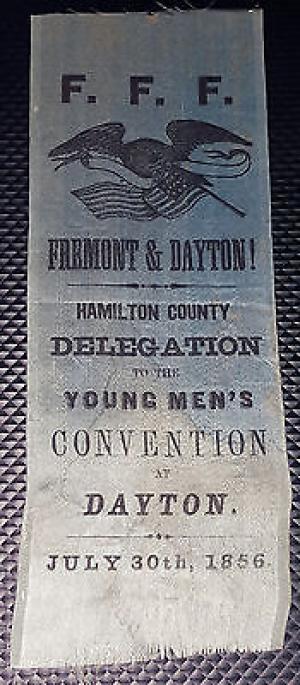 F. F. F.
FREMONT & DAYTON!
HAMILTON COUNTY
DELEGATION
TO THE
YOUNG MEN'S
CONVENTION
AT
DAYTON.
JULY 30th, 1856.